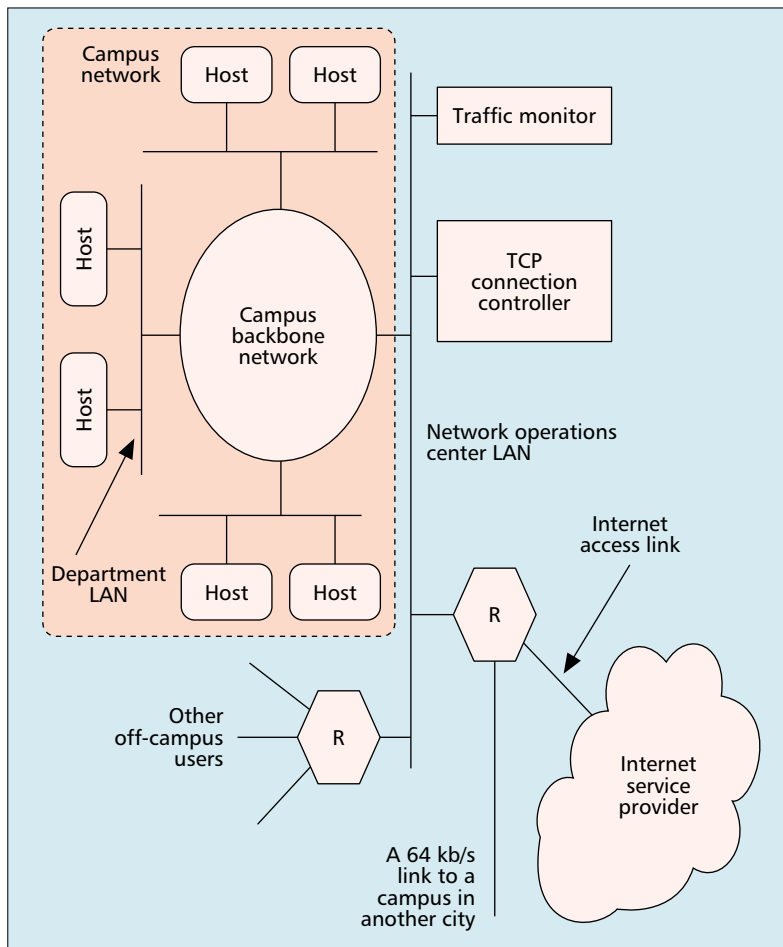 Campus
network
Host
Host
Traffic monitor
Host
TCP
connection
controller
Campus
backbone
network
Host
Network operations
center LAN
Internet
access link
Department
LAN
Host
Host
R
Other
off-campus
users
R
Internet
service
provider
A 64 kb/s
link to a
campus in
another city